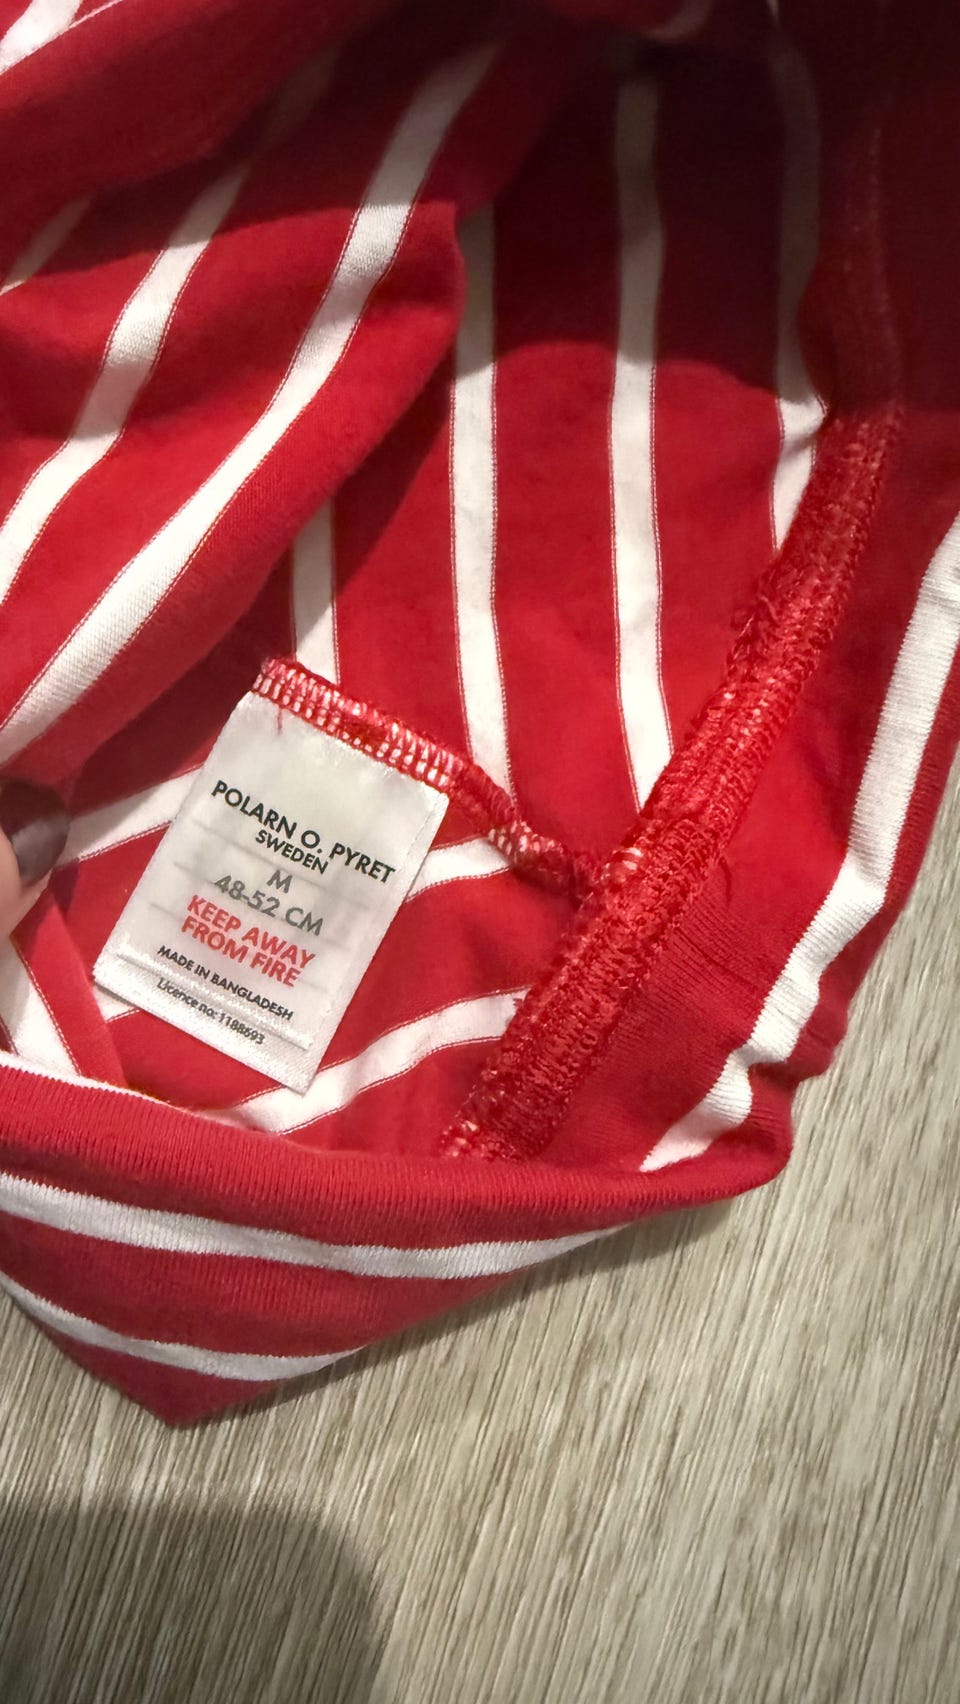 POLARN O. PYRET
SWEDEN
M
48-52 CM
KEEP AWAY
FROM FIRE
MADE IN BANGLADESH
Licence no: 1188693